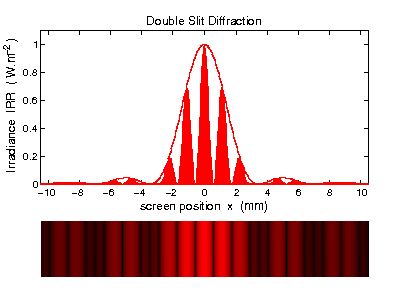 Double Slit Diffraction
1
0.8
0.6
0.4
0.2
0
Irradiance IRR ( W.m-2 )
-10 -8 -6 -4 -2 0 2 4 6 8 10
screen position x (mm)